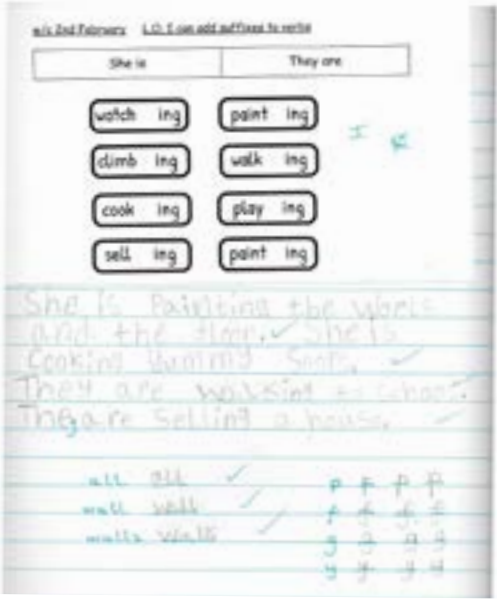 w/c 2nd February L.O. I can add suffixes to verbs
She is They are
watch ing paint ing
climb ing walk ing
cook ing play ing
sell ing paint ing
She is Painting the
and the floor. She is
Cooking yummy
They are walking to school.
They are selling a house.
all all
wall wall
walls walls
p p p p
f f f f
g g g g
y y y y